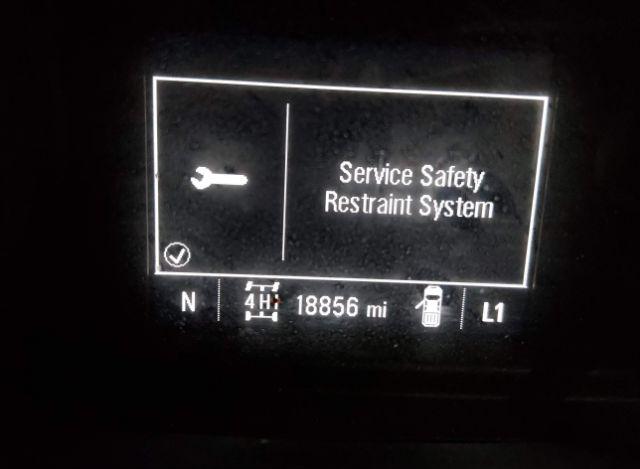 Service Safety
Restraint System
N 4H 18856 mi L1